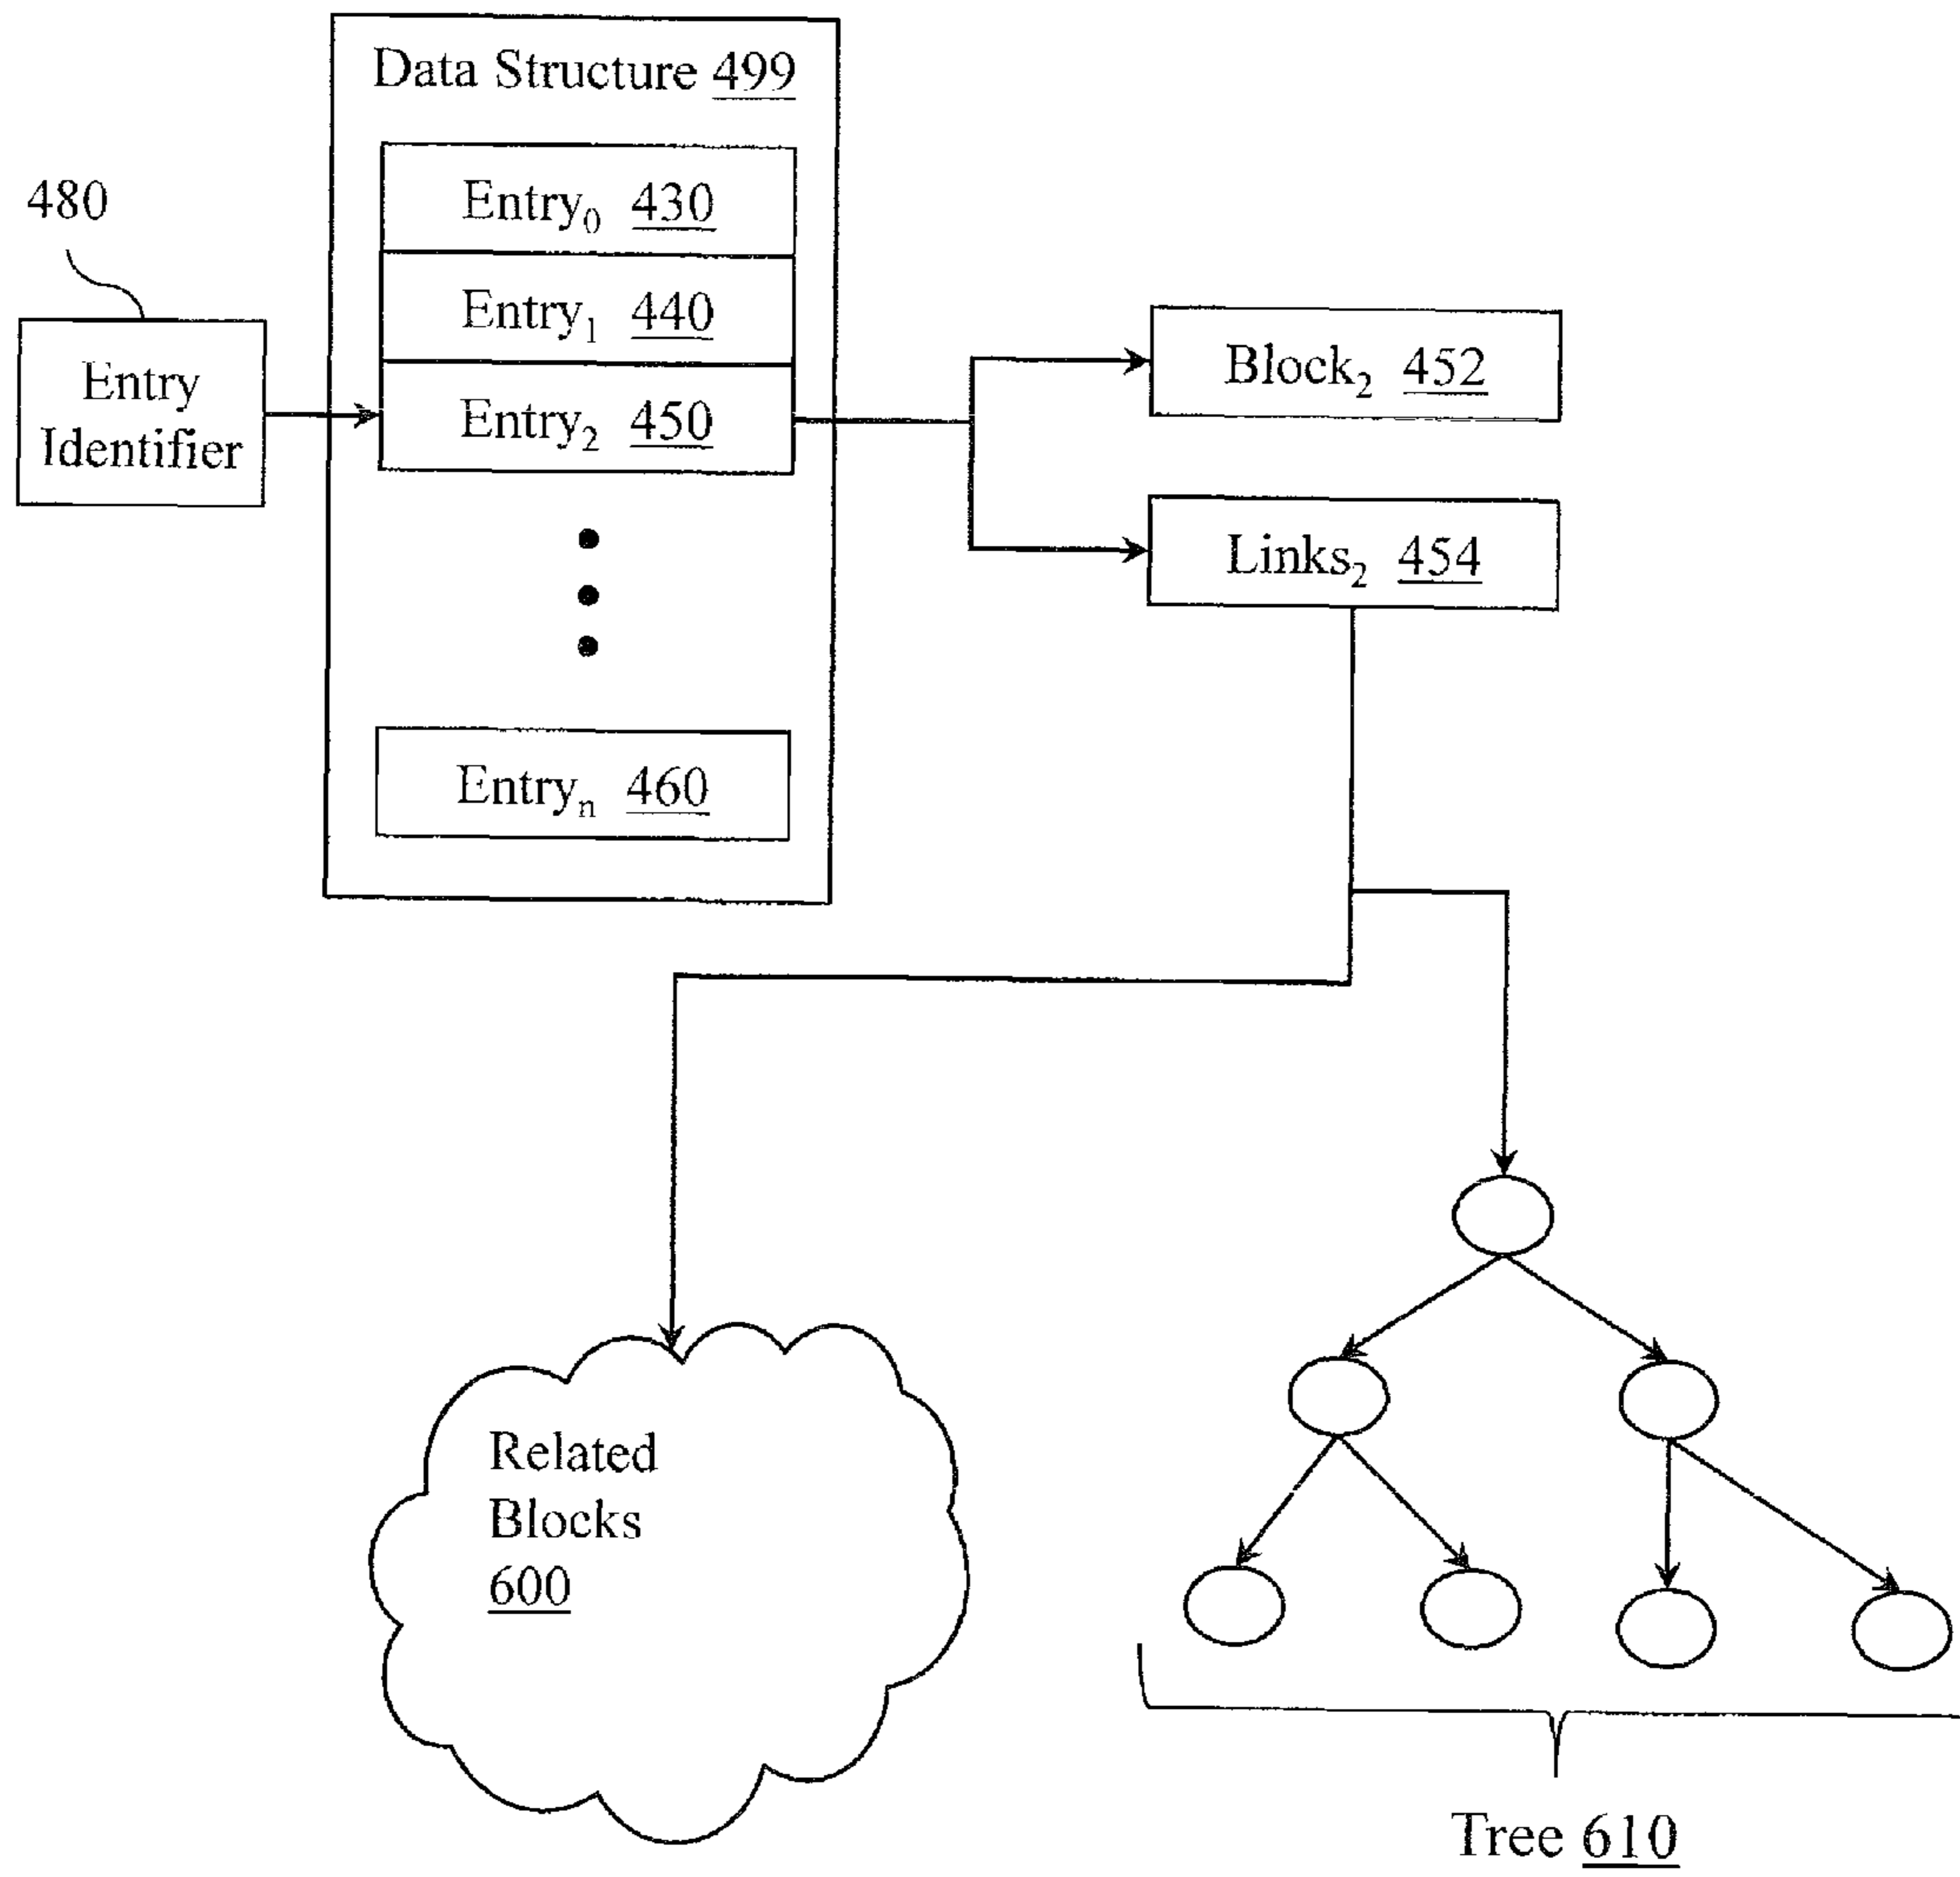 Data Structure 499
480
Entry₀ 430
Entry₁ 440
Entry
Identifier
Entry₂ 450
Block₂ 452
Links₂ 454
Entryₙ 460
Related
Blocks
600
Tree 610